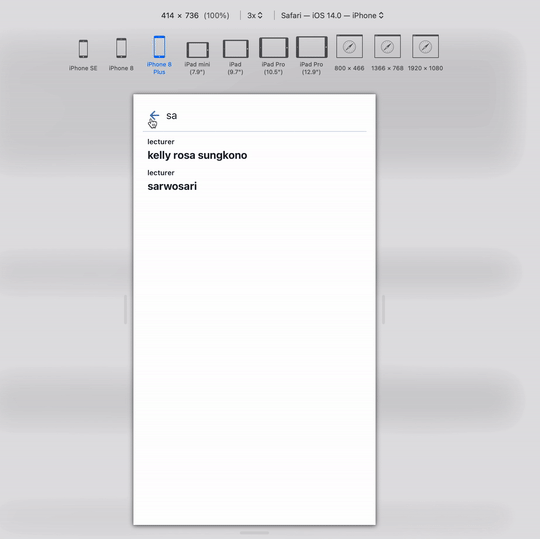 414 × 736 (100%) 3x Safari — iOS 14.0 — iPhone
iPhone SE
iPhone 8
iPhone 8 Plus
iPad mini (7.9")
iPad (9.7")
iPad Pro (10.5")
iPad Pro (12.9")
800 × 466
1366 × 768
1920 × 1080
sa
lecturer
kelly rosa sungkono
lecturer
sarwosari